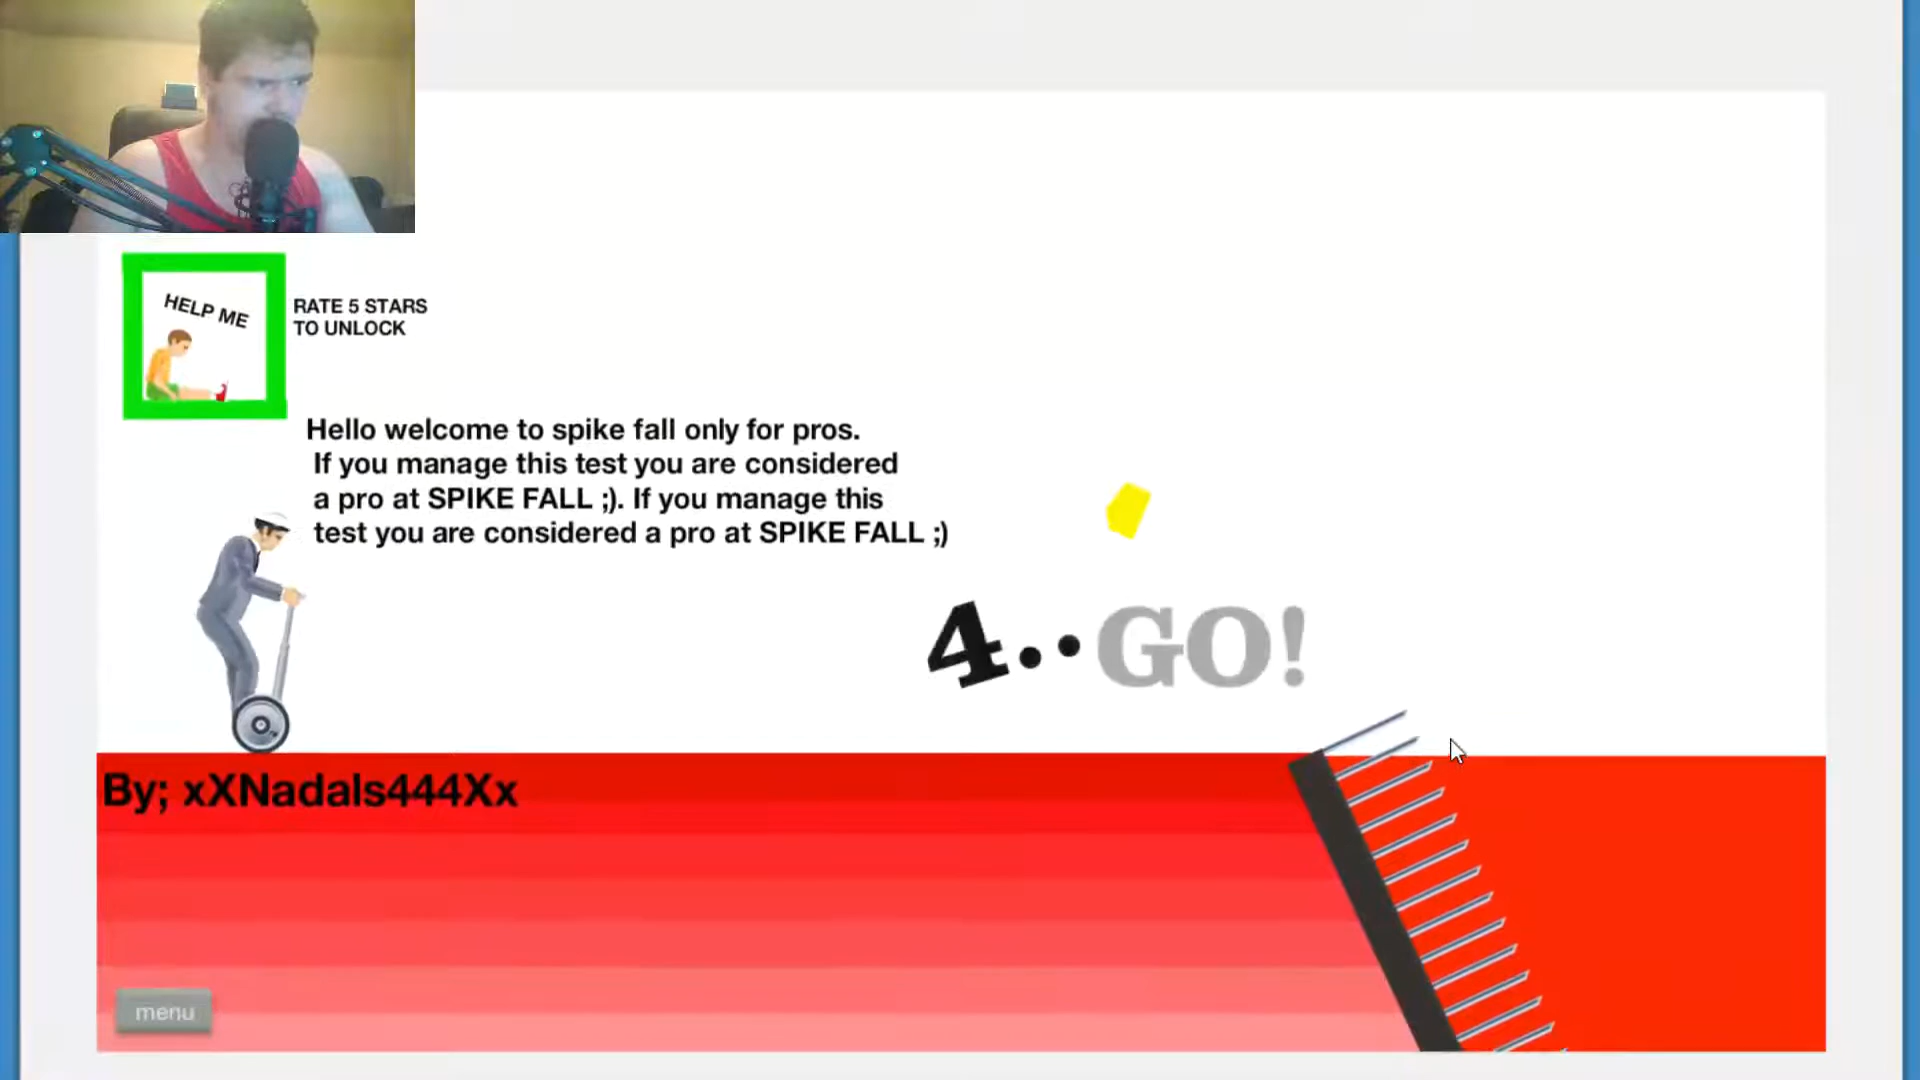 HELP ME
RATE 5 STARS
TO UNLOCK
Hello welcome to spike fall only for pros.
If you manage this test you are considered
a pro at SPIKE FALL ;). If you manage this
test you are considered a pro at SPIKE FALL ;)
4..GO!
By; xXNadals444Xx
menu